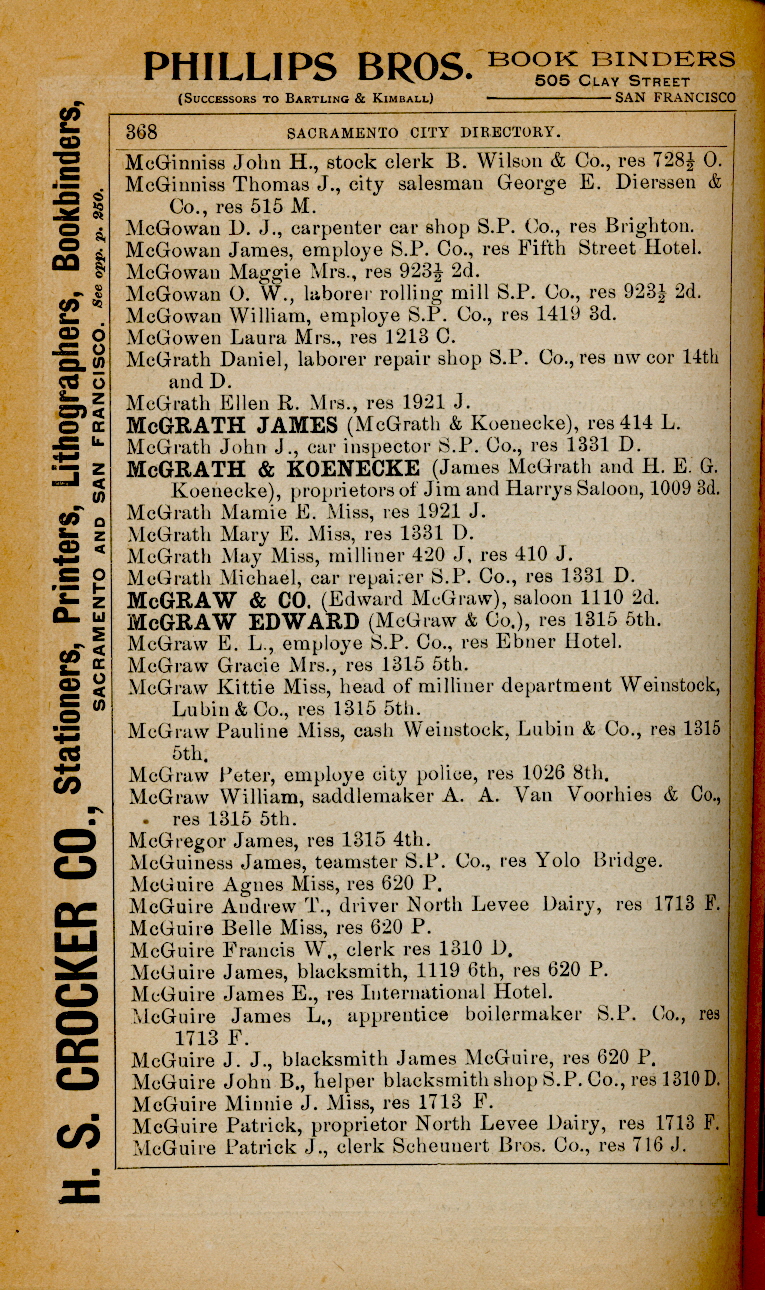 PHILLIPS BROS. BOOK BINDERS
505 CLAY STREET
(SUCCESSORS TO BARTLING & KIMBALL) SAN FRANCISCO
H. S. CROCKER CO., Stationers, Printers, Lithographers, Bookbinders,
SACRAMENTO AND SAN FRANCISCO. See opp. p. 250.
368 SACRAMENTO CITY DIRECTORY.
McGinniss John H., stock clerk B. Wilson & Co., res 728½ O.
McGinniss Thomas J., city salesman George E. Dierssen &
Co., res 515 M.
McGowan D. J., carpenter car shop S.P. Co., res Brighton.
McGowan James, employe S.P. Co., res Fifth Street Hotel.
McGowan Maggie Mrs., res 923½ 2d.
McGowan O. W., laborer rolling mill S.P. Co., res 923½ 2d.
McGowan William, employe S.P. Co., res 1419 3d.
McGowen Laura Mrs., res 1213 C.
McGrath Daniel, laborer repair shop S.P. Co., res nw cor 14th
and D.
McGrath Ellen R. Mrs., res 1921 J.
McGRATH JAMES (McGrath & Koenecke), res 414 L.
McGrath John J., car inspector S.P. Co., res 1331 D.
McGRATH & KOENECKE (James McGrath and H. E. G.
Koenecke), proprietors of Jim and Harrys Saloon, 1009 3d.
McGrath Mamie E. Miss, res 1921 J.
McGrath Mary E. Miss, res 1331 D.
McGrath May Miss, milliner 420 J, res 410 J.
McGrath Michael, car repairer S.P. Co., res 1331 D.
McGRAW & CO. (Edward McGraw), saloon 1110 2d.
McGRAW EDWARD (McGraw & Co.), res 1315 5th.
McGraw E. L., employe S.P. Co., res Ebner Hotel.
McGraw Gracie Mrs., res 1315 5th.
McGraw Kittie Miss, head of milliner department Weinstock,
Lubin & Co., res 1315 5th.
McGraw Pauline Miss, cash Weinstock, Lubin & Co., res 1315
5th.
McGraw Peter, employe city police, res 1026 8th.
McGraw William, saddlemaker A. A. Van Voorhies & Co.,
res 1315 5th.
McGregor James, res 1315 4th.
McGuiness James, teamster S.P. Co., res Yolo Bridge.
McGuire Agnes Miss, res 620 P.
McGuire Andrew T., driver North Levee Dairy, res 1713 F.
McGuire Belle Miss, res 620 P.
McGuire Francis W., clerk res 1310 D.
McGuire James, blacksmith, 1119 6th, res 620 P.
McGuire James E., res International Hotel.
McGuire James L., apprentice boilermaker S.P. Co., res
1713 F.
McGuire J. J., blacksmith James McGuire, res 620 P.
McGuire John B., helper blacksmith shop S.P. Co., res 1310 D.
McGuire Minnie J. Miss, res 1713 F.
McGuire Patrick, proprietor North Levee Dairy, res 1713 F.
McGuire Patrick J., clerk Scheunert Bros. Co., res 716 J.